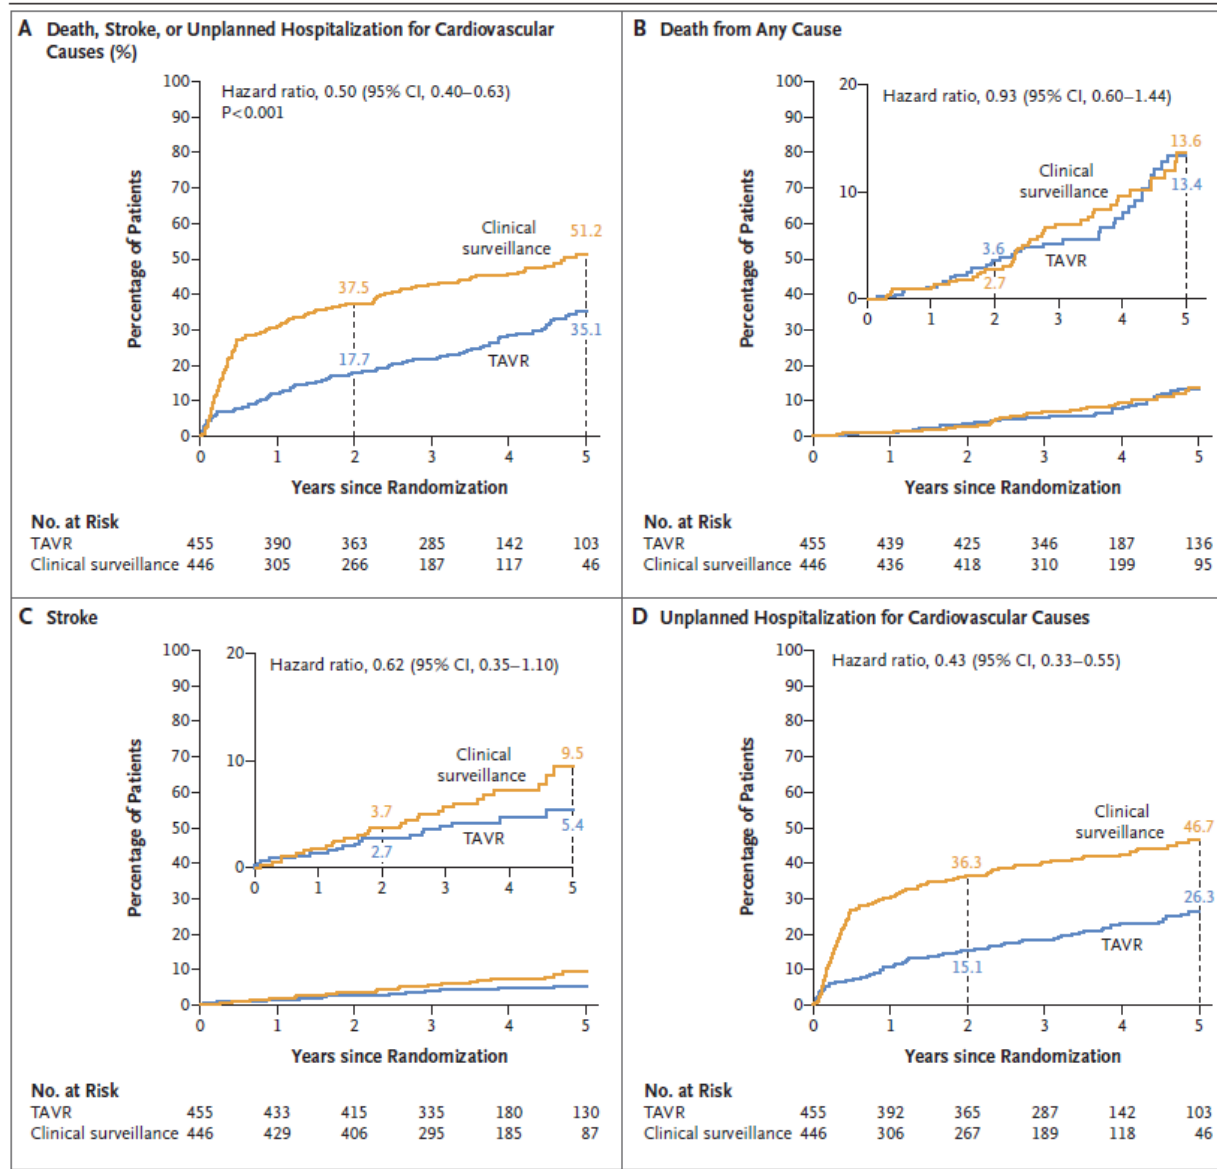 A Death, Stroke, or Unplanned Hospitalization for Cardiovascular
Causes (%)
Hazard ratio, 0.50 (95% CI, 0.40–0.63)
P<0.001
100
90
80
70
60
50
40
30
20
10
0
Percentage of Patients
Clinical
surveillance
51.2
37.5
17.7
35.1
TAVR
0 1 2 3 4 5
Years since Randomization
No. at Risk
TAVR 455 390 363 285 142 103
Clinical surveillance 446 305 266 187 117 46
B Death from Any Cause
100
90
80
70
60
50
40
30
20
10
0
Percentage of Patients
20
10
0
Hazard ratio, 0.93 (95% CI, 0.60–1.44)
13.6
Clinical
surveillance
13.4
3.6
TAVR
2.7
0 1 2 3 4 5
0 1 2 3 4 5
Years since Randomization
No. at Risk
TAVR 455 439 425 346 187 136
Clinical surveillance 446 436 418 310 199 95
C Stroke
100
90
80
70
60
50
40
30
20
10
0
Percentage of Patients
20
10
0
Hazard ratio, 0.62 (95% CI, 0.35–1.10)
Clinical
surveillance
9.5
3.7
TAVR
5.4
2.7
0 1 2 3 4 5
0 1 2 3 4 5
Years since Randomization
No. at Risk
TAVR 455 433 415 335 180 130
Clinical surveillance 446 429 406 295 185 87
D Unplanned Hospitalization for Cardiovascular Causes
Hazard ratio, 0.43 (95% CI, 0.33–0.55)
100
90
80
70
60
50
40
30
20
10
0
Percentage of Patients
Clinical
surveillance
46.7
36.3
26.3
TAVR
15.1
0 1 2 3 4 5
Years since Randomization
No. at Risk
TAVR 455 392 365 287 142 103
Clinical surveillance 446 306 267 189 118 46